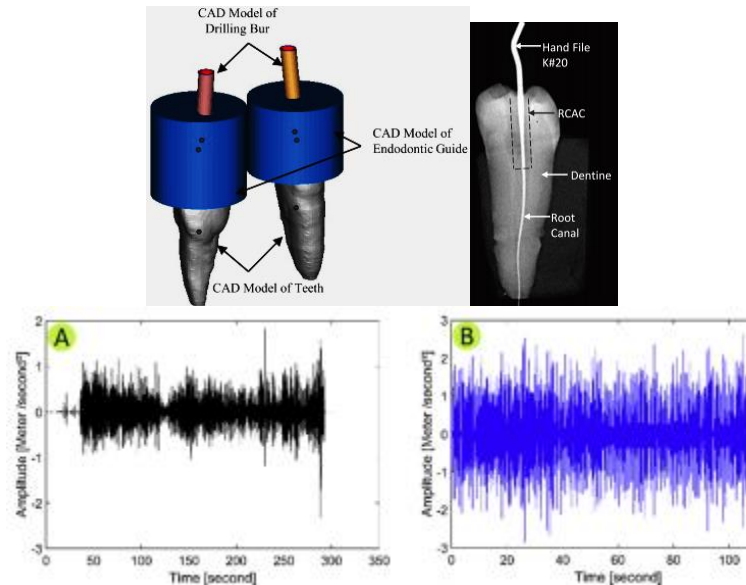 CAD Model of
Drilling Bur
CAD Model of
Endodontic Guide
CAD Model of Teeth
Hand File
K#20
RCAC
Dentine
Root
Canal
A
Amplitude [Meter /second²]
2
1
0
-1
-2
-3
0
50
100
150
200
250
300
350
Time [second]
B
Amplitude [Meter /second²]
3
2
1
0
-1
-2
-3
0
20
40
60
80
100
Time [second]